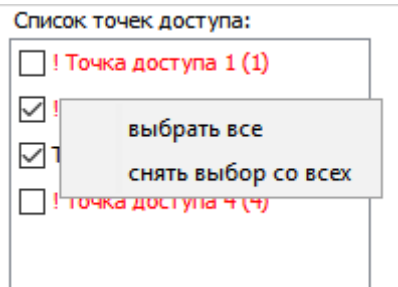 Список точек доступа:
! Точка доступа 1 (1)
!
выбрать все
Т
снять выбор со всех
! Точка доступа 4 (4)